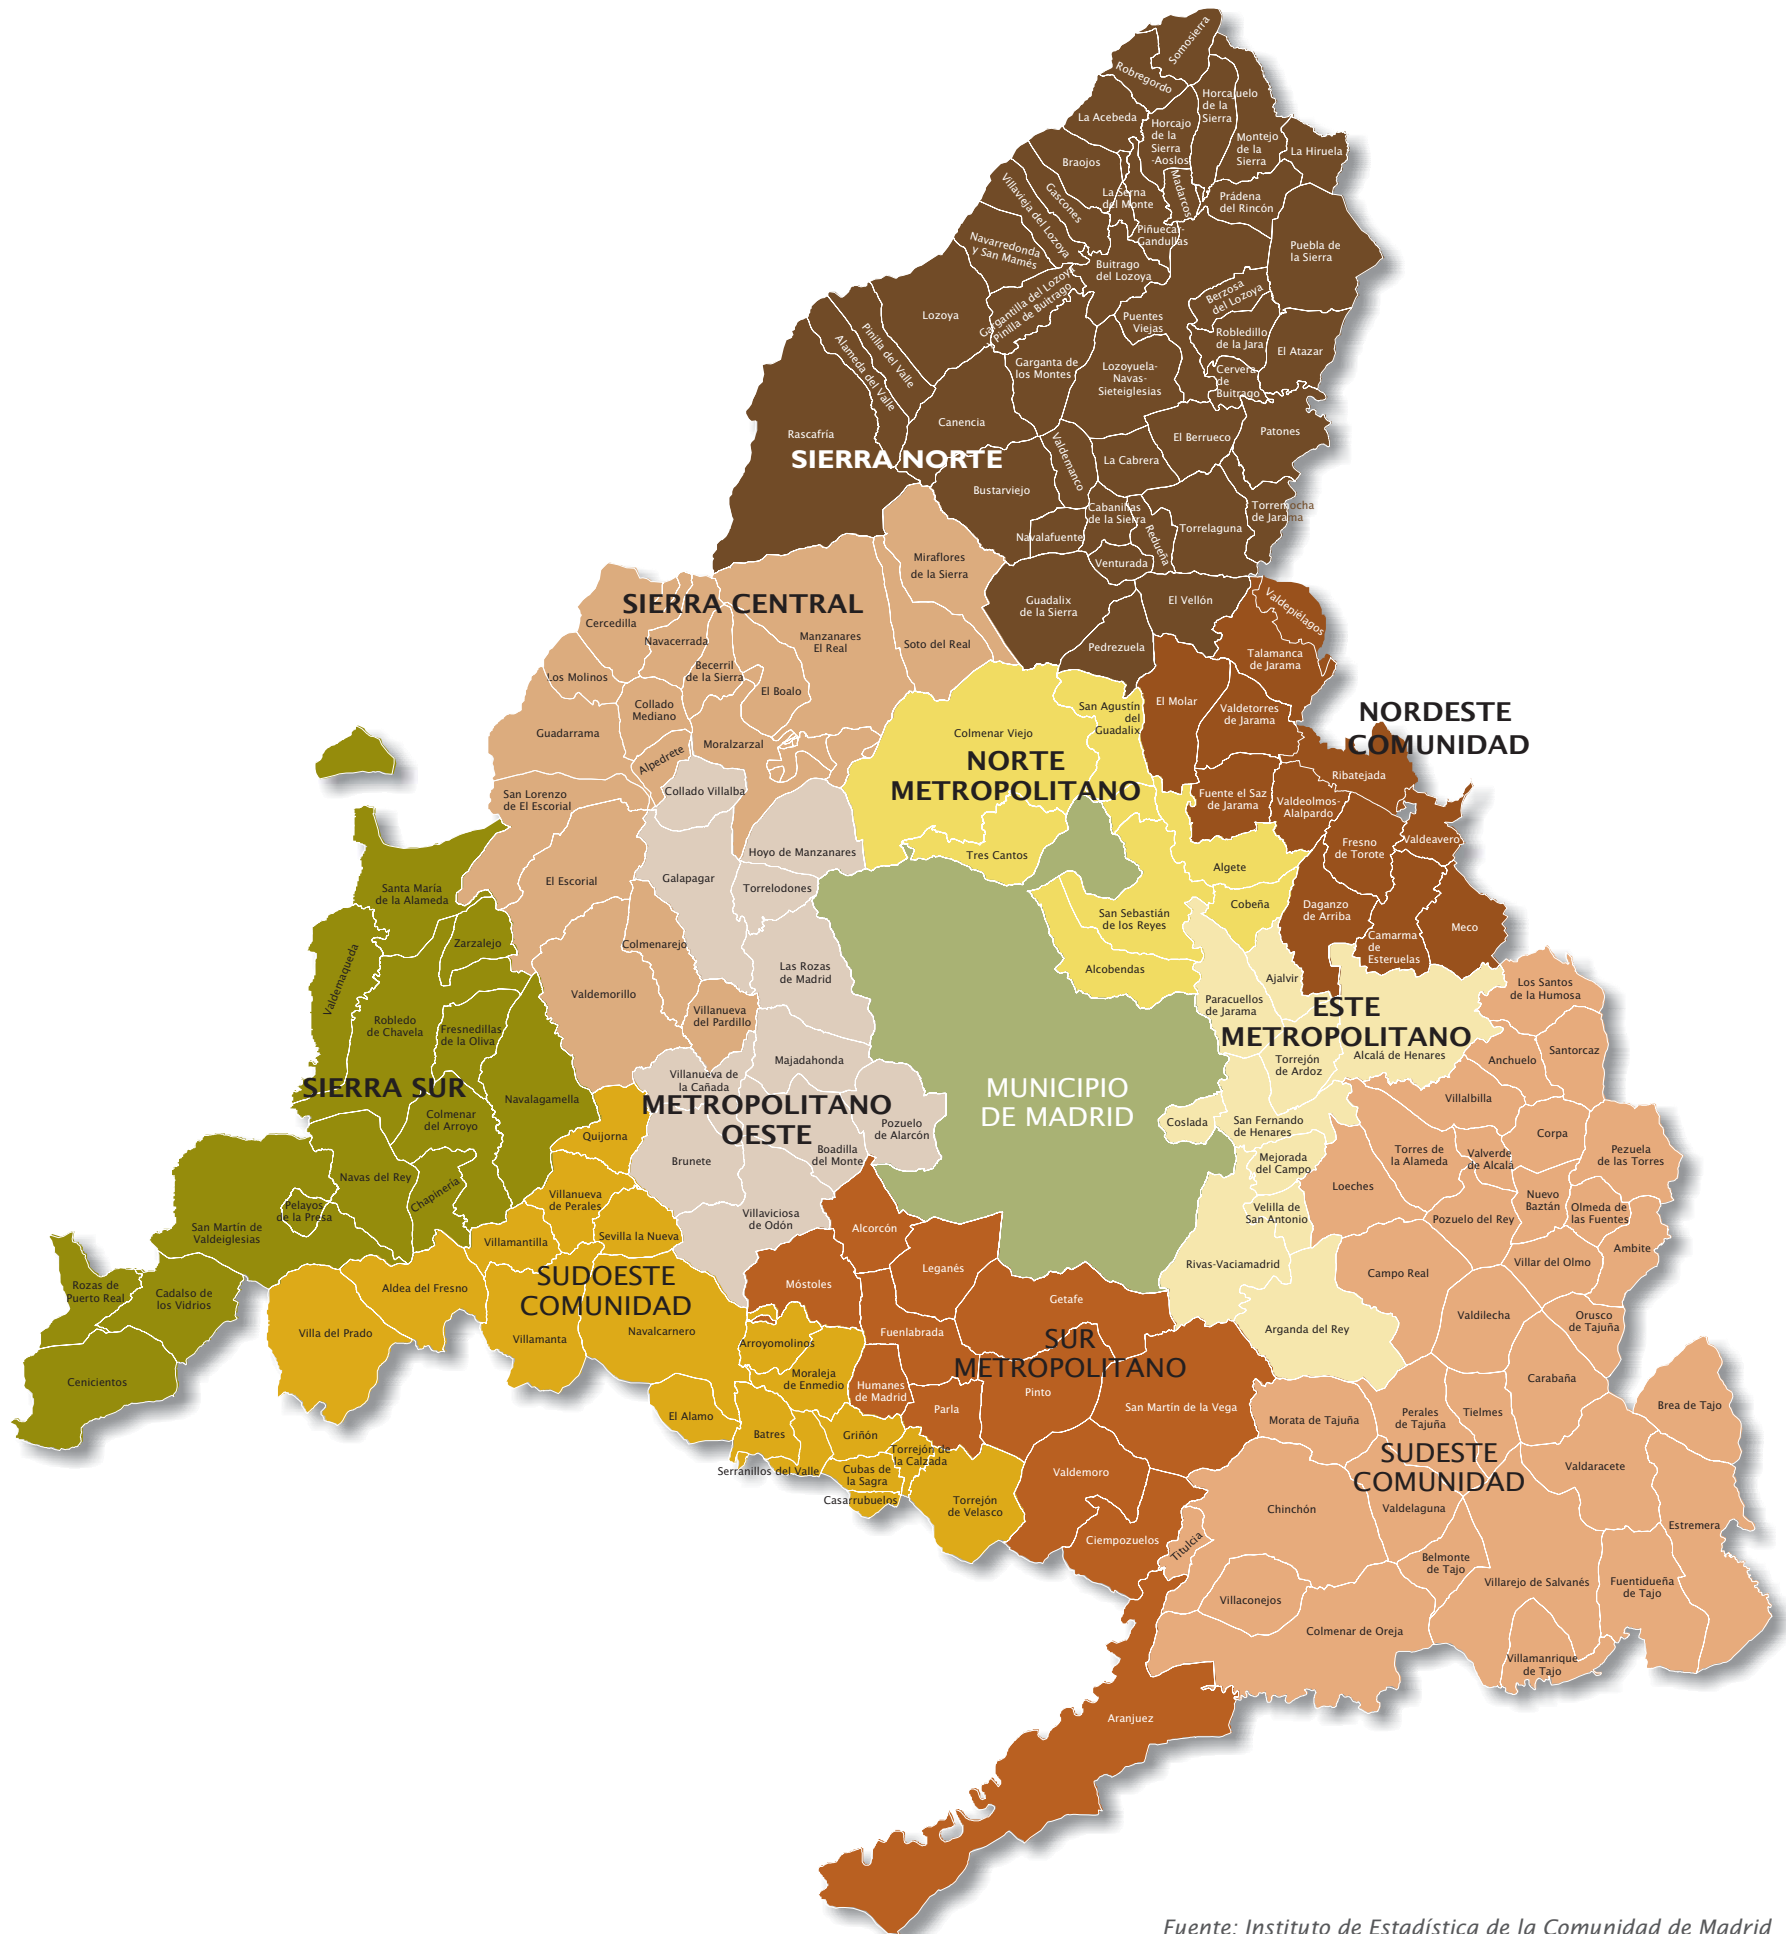 Somosierra
Robregordo
Horcajuelo
de la
Sierra
La Acebeda
Horcajo
de la
Sierra
-Aoslos
Montejo
de la
Sierra
La Hiruela
Braojos
Madarcos
La Serna
del Monte
Gascones
Villavieja del Lozoya
Prádena
del Rincón
Piñuecar-
Gandullas
Navarredonda
y San Mamés
Puebla de
la Sierra
Buitrago
del Lozoya
Gargantilla del Lozoya
Pinilla de Buitrago
Berzosa
del Lozoya
Lozoya
Puentes
Viejas
Robledillo
de la Jara
El Atazar
Pinilla del Valle
Alameda del Valle
Garganta de
los Montes
Lozoyuela-
Navas-
Sieteiglesias
Cervera
de
Buitrago
Rascafría
Canencia
El Berrueco
Patones
SIERRA NORTE
Valdemanco
La Cabrera
Bustarviejo
Cabanillas
de la Sierra
Torremocha
de Jarama
Navalafuente
Redueña
Torrelaguna
Venturada
Miraflores
de la Sierra
Guadalix
de la Sierra
El Vellón
Valdepiélagos
SIERRA CENTRAL
Cercedilla
Navacerrada
Manzanares
El Real
Soto del Real
Pedrezuela
Talamanca
de Jarama
Los Molinos
Becerril
de la Sierra
El Boalo
Collado
Mediano
El Molar
San Agustín
del
Guadalix
Valdetorres
de Jarama
NORDESTE
COMUNIDAD
Guadarrama
Alpedrete
Moralzarzal
Colmenar Viejo
NORTE
METROPOLITANO
Ribatejada
San Lorenzo
de El Escorial
Collado Villalba
Fuente el Saz
de Jarama
Valdeolmos-
Alalpardo
Fresno
de Torote
Valdeavero
Hoyo de Manzanares
Tres Cantos
Algete
El Escorial
Galapagar
Torrelodones
Santa María
de la Alameda
Cobeña
Daganzo
de Arriba
San Sebastián
de los Reyes
Meco
Camarma
de
Esteruelas
Zarzalejo
Colmenarejo
Las Rozas
de Madrid
Alcobendas
Ajalvir
Valdemaqueda
Valdemorillo
Los Santos
de la Humosa
Paracuellos
de Jarama
ESTE
METROPOLITANO
Villanueva
del Pardillo
Robledo
de Chavela
Fresnedillas
de la Oliva
Alcalá de Henares
Anchuelo
Santorcaz
Majadahonda
Torrejón
de Ardoz
SIERRA SUR
Villanueva de
la Cañada
MUNICIPIO
DE MADRID
Navalagamella
Villalbilla
METROPOLITANO
OESTE
Colmenar
del Arroyo
Coslada
San Fernando
de Henares
Pozuelo
de Alarcón
Quijorna
Corpa
Boadilla
del Monte
Brunete
Mejorada
del Campo
Torres de
la Alameda
Valverde
de Alcalá
Pezuela
de las Torres
Navas del Rey
Chapinería
Loeches
Villanueva
de Perales
Nuevo
Baztán
Olmeda de
las Fuentes
Pelayos
de la Presa
Velilla de
San Antonio
Pozuelo del Rey
Villaviciosa
de Odón
San Martín de
Valdeiglesias
Alcorcón
Sevilla la Nueva
Villamantilla
Ambite
Villar del Olmo
Rivas-Vaciamadrid
Leganés
Campo Real
SUDOESTE
COMUNIDAD
Rozas de
Puerto Real
Cadalso de
los Vidrios
Aldea del Fresno
Móstoles
Getafe
Valdilecha
Orusco
de Tajuña
Villa del Prado
Villamanta
Navalcarnero
Fuenlabrada
Arganda del Rey
Arroyomolinos
SUR
METROPOLITANO
Cenicientos
Moraleja
de Enmedio
Humanes
de Madrid
Pinto
Carabaña
Parla
San Martín de la Vega
Brea de Tajo
El Alamo
Morata de Tajuña
Perales
de Tajuña
Tielmes
Batres
Griñón
Torrejón de
la Calzada
SUDESTE
COMUNIDAD
Valdaracete
Serranillos del Valle
Cubas de
la Sagra
Valdemoro
Casarrubuelos
Torrejón
de Velasco
Chinchón
Valdelaguna
Estremera
Ciempozuelos
Titulcia
Belmonte
de Tajo
Villarejo de Salvanés
Fuentidueña
de Tajo
Villaconejos
Colmenar de Oreja
Villamanrique
de Tajo
Aranjuez
Fuente: Instituto de Estadística de la Comunidad de Madrid